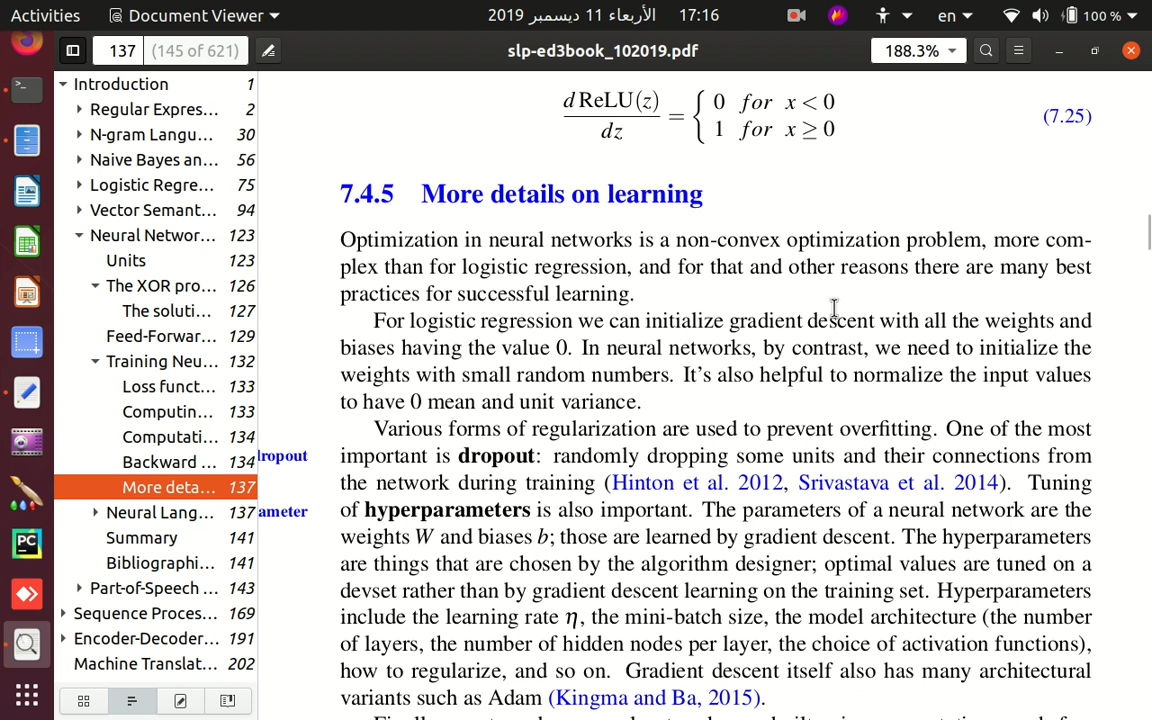 Activities Document Viewer 17:16 الأربعاء 11 ديسمبر 2019 en 100 %
137 (145 of 621) slp-ed3book_102019.pdf 188.3%
Introduction 1
Regular Expres... 2
N-gram Langu... 30
Naive Bayes an... 56
Logistic Regre... 75
Vector Semant... 94
Neural Networ... 123
Units 123
The XOR pro... 126
The soluti... 127
Feed-Forwar... 129
Training Neu... 132
Loss funct... 133
Computin... 133
Computati... 134
Backward ... 134
More deta... 137
Neural Lang... 137
Summary 141
Bibliographi... 141
Part-of-Speech ... 143
Sequence Proces... 169
Encoder-Decoder... 191
Machine Translat... 202
PC
d ReLU(z) / dz = { 0 for x < 0
1 for x ≥ 0 (7.25)
7.4.5 More details on learning
Optimization in neural networks is a non-convex optimization problem, more com-
plex than for logistic regression, and for that and other reasons there are many best
practices for successful learning.
For logistic regression we can initialize gradient descent with all the weights and
biases having the value 0. In neural networks, by contrast, we need to initialize the
weights with small random numbers. It's also helpful to normalize the input values
to have 0 mean and unit variance.
Various forms of regularization are used to prevent overfitting. One of the most
dropout
important is dropout: randomly dropping some units and their connections from
the network during training (Hinton et al. 2012, Srivastava et al. 2014). Tuning
ameter
of hyperparameters is also important. The parameters of a neural network are the
weights W and biases b; those are learned by gradient descent. The hyperparameters
are things that are chosen by the algorithm designer; optimal values are tuned on a
devset rather than by gradient descent learning on the training set. Hyperparameters
include the learning rate η, the mini-batch size, the model architecture (the number
of layers, the number of hidden nodes per layer, the choice of activation functions),
how to regularize, and so on. Gradient descent itself also has many architectural
variants such as Adam (Kingma and Ba, 2015).